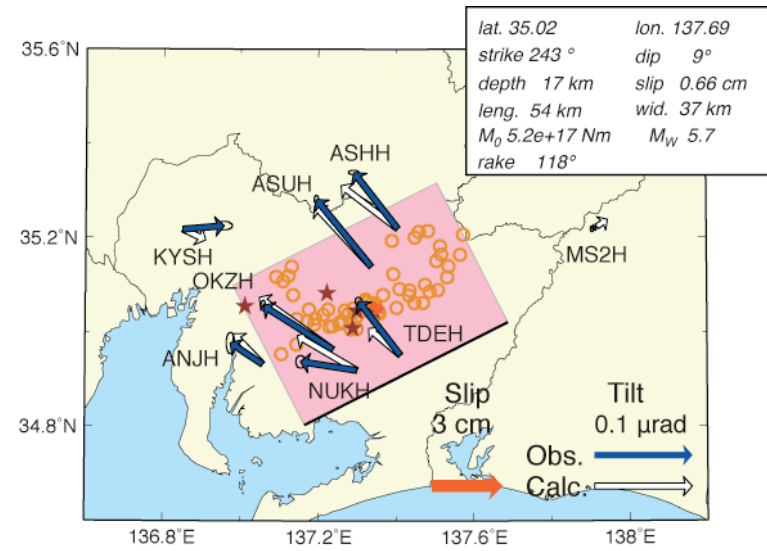 lat. 35.02 lon. 137.69
strike 243 ° dip 9°
depth 17 km slip 0.66 cm
leng. 54 km wid. 37 km
M0 5.2e+17 Nm MW 5.7
rake 118°
35.6°N
35.2°N
34.8°N
ASHH
ASUH
KYSH
MS2H
OKZH
TDEH
ANJH
NUKH
Slip
3 cm
Tilt
0.1 µrad
Obs.
Calc.
136.8°E 137.2°E 137.6°E 138°E